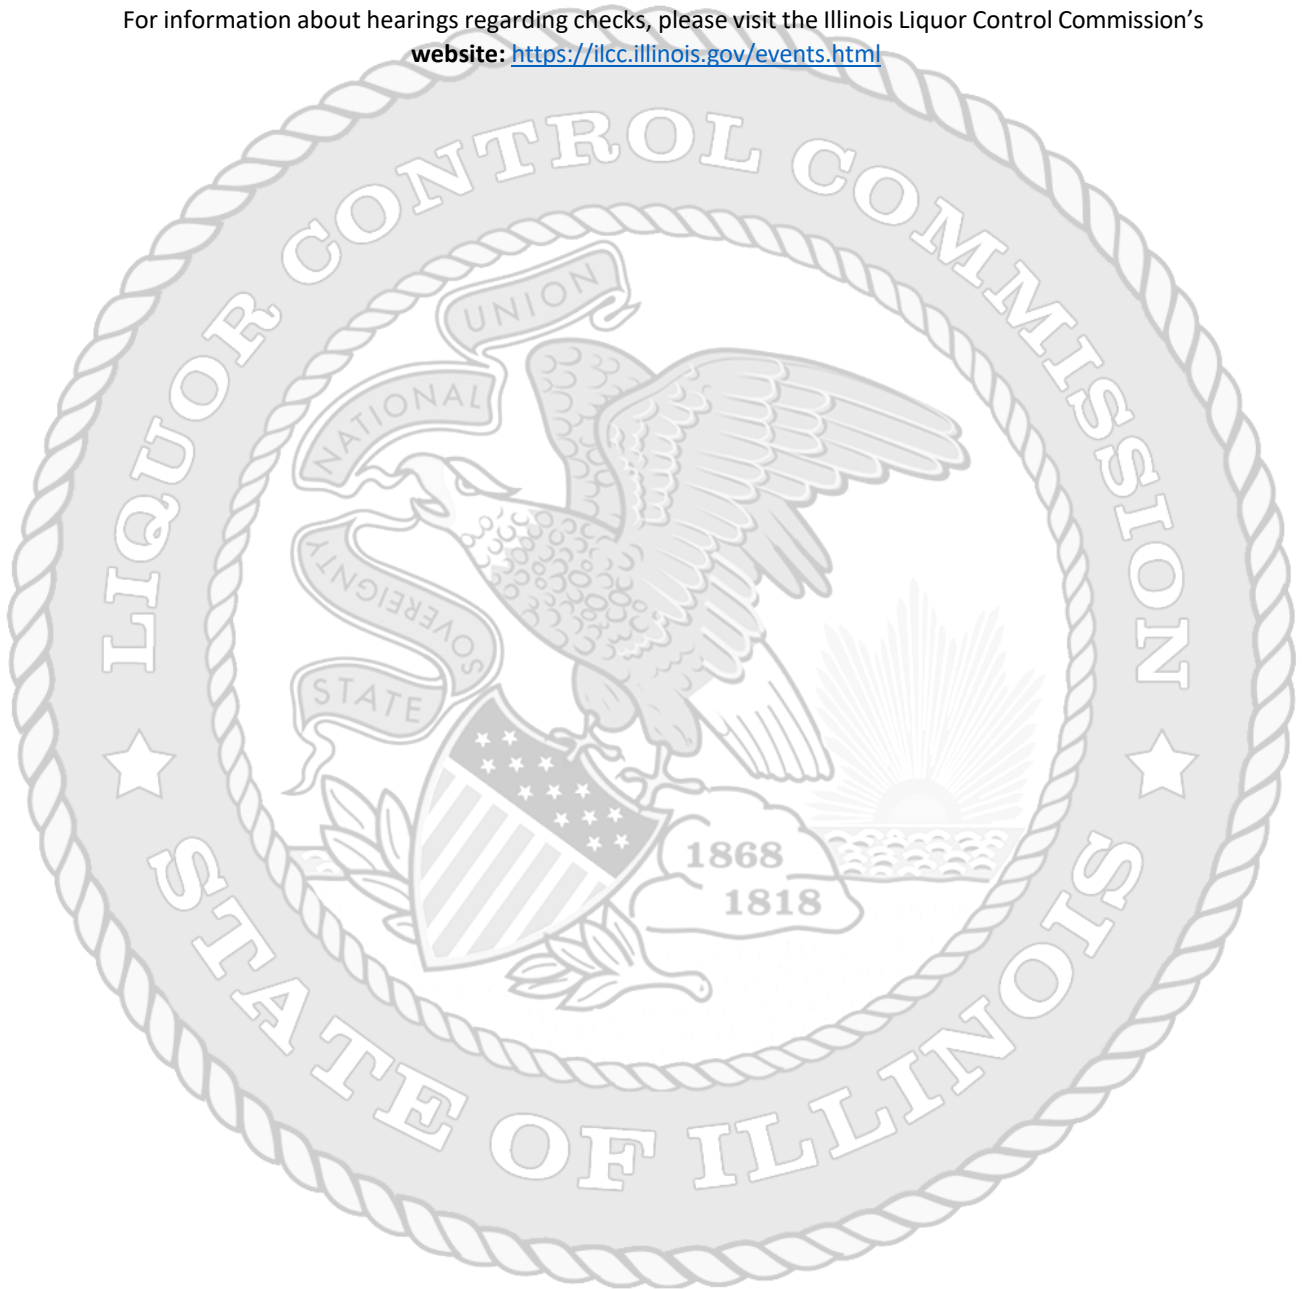 For information about hearings regarding checks, please visit the Illinois Liquor Control Commission’s
website: https://ilcc.illinois.gov/events.html
LIQUOR CONTROL COMMISSION
UNION
NATIONAL
SOVEREIGNTY
STATE
1868
1818
STATE OF ILLINOIS